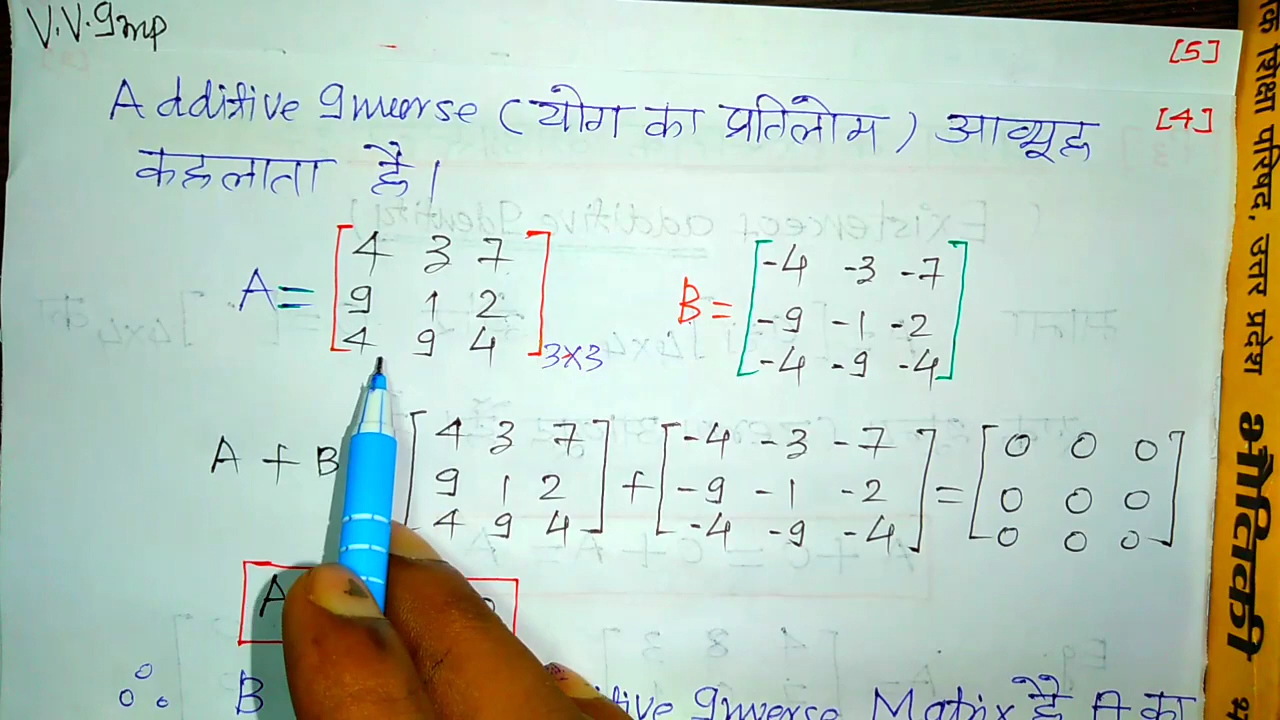 V.V. Imp
[5]
Additive Inverse (योग का प्रतिलोम) आव्यूह [4]
कहलाता है।
A = [4 3 7
9 1 2
4 9 4] 3×3
B = [-4 -3 -7
-9 -1 -2
-4 -9 -4]
A + B [4 3 7
9 1 2
4 9 4] + [-4 -3 -7
-9 -1 -2
-4 -9 -4] = [0 0 0
0 0 0
0 0 0]
A
∴ B Inverse Matrix है A का
शिक्षा परिषद, उत्तर प्रदेश भौतिकी